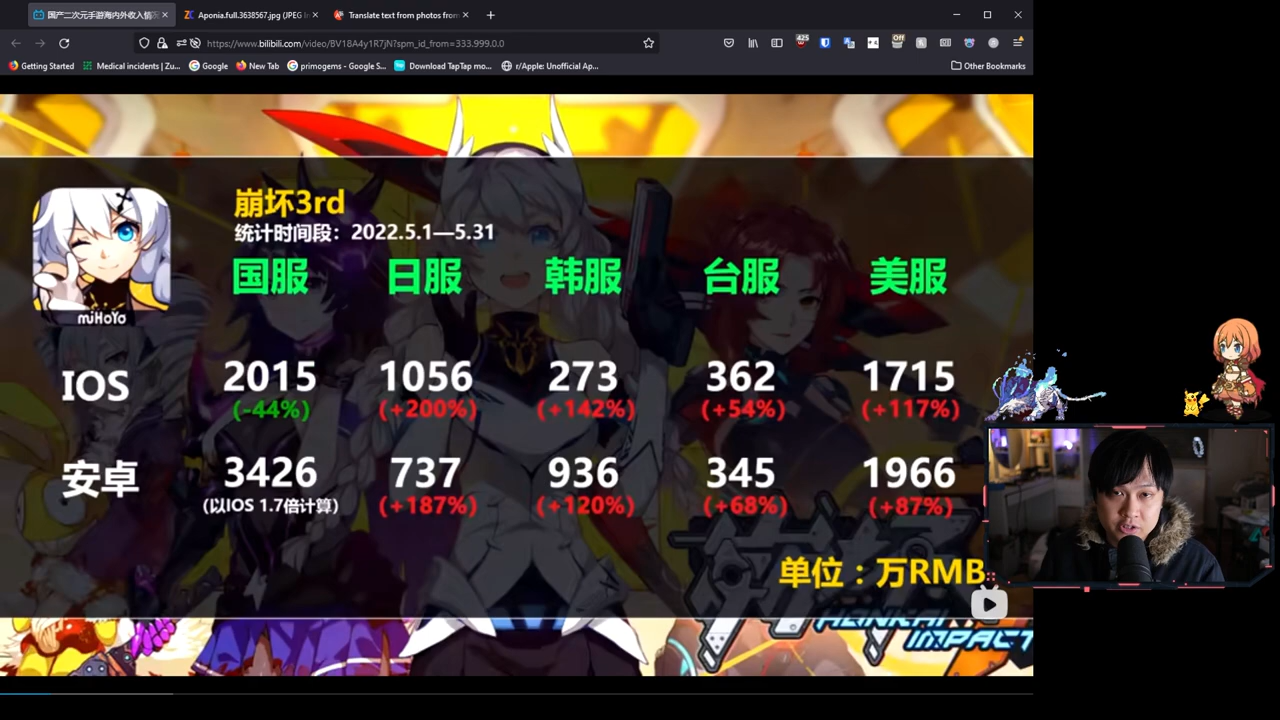 国产二次元手游海内外收入情况
Aponia.full.3638567.jpg (JPEG I
Translate text from photos from
https://www.bilibili.com/video/BV18A4y1R7jN?spm_id_from=333.999.0.0
425
Off
Getting Started
Medical incidents | Zu...
Google
New Tab
primogems - Google S...
Download TapTap mo...
r/Apple: Unofficial Ap...
Other Bookmarks
崩坏3rd
统计时间段：2022.5.1—5.31
国服 日服 韩服 台服 美服
miHoYo
IOS 2015 1056 273 362 1715
(-44%) (+200%) (+142%) (+54%) (+117%)
安卓 3426 737 936 345 1966
(以IOS 1.7倍计算) (+187%) (+120%) (+68%) (+87%)
单位：万RMB
HONKAI
IMPACT